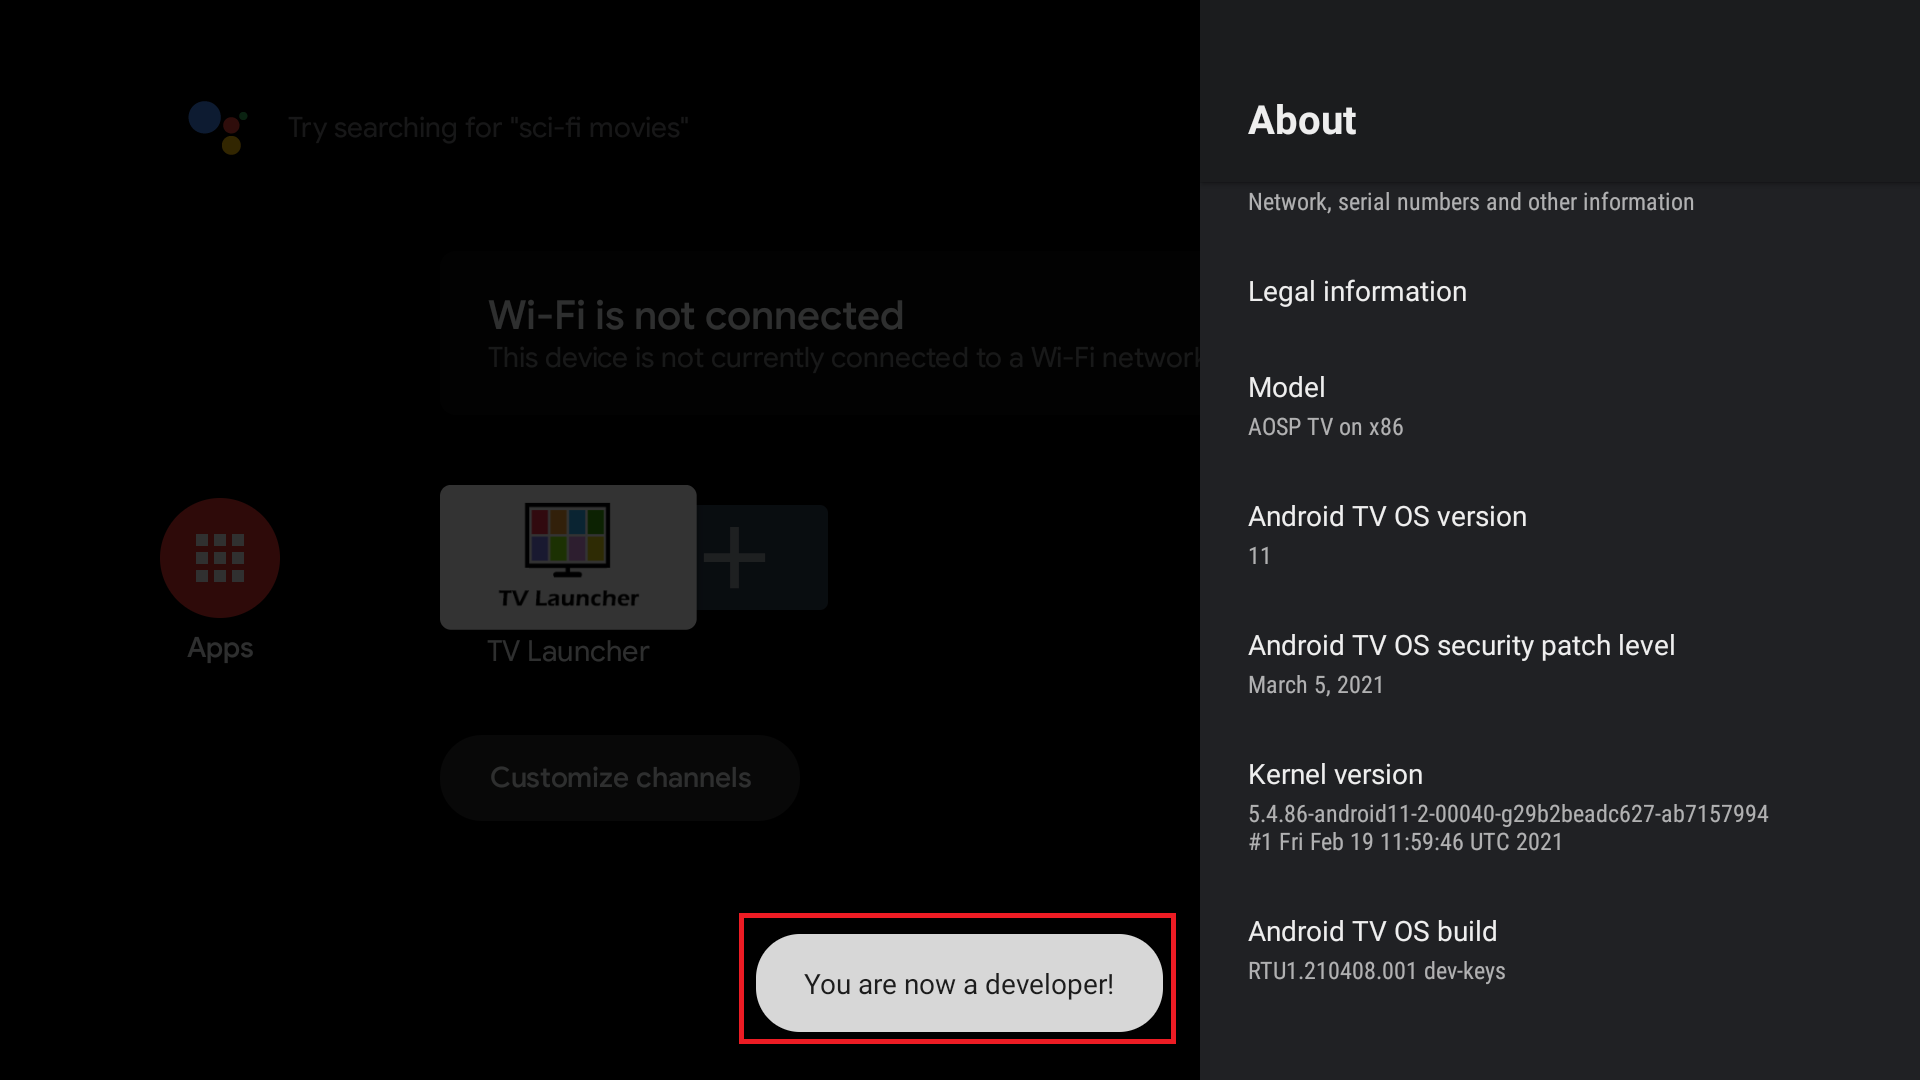 Try searching for "sci-fi movies"
Wi-Fi is not connected
This device is not currently connected to a Wi-Fi network
TV Launcher
TV Launcher
Apps
Customize channels
You are now a developer!
About
Network, serial numbers and other information
Legal information
Model
AOSP TV on x86
Android TV OS version
11
Android TV OS security patch level
March 5, 2021
Kernel version
5.4.86-android11-2-00040-g29b2beadc627-ab7157994
#1 Fri Feb 19 11:59:46 UTC 2021
Android TV OS build
RTU1.210408.001 dev-keys